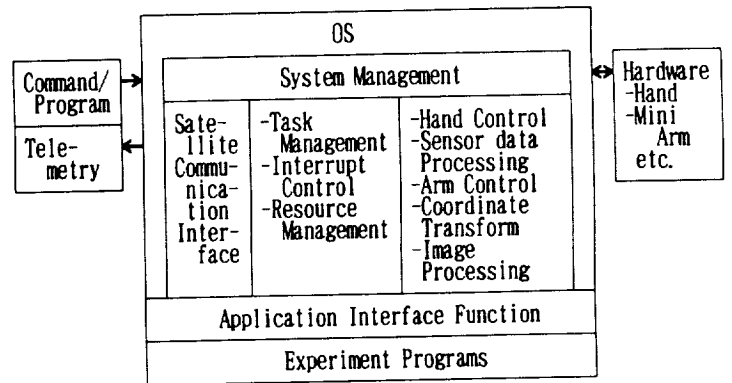 OS
System Management
Command/
Program
Tele-
metry
Sate-
llite
Commu-
nica-
tion
Inter-
face
-Task
Management
-Interrupt
Control
-Resource
Management
-Hand Control
-Sensor data
Processing
-Arm Control
-Coordinate
Transform
-Image
Processing
Hardware
-Hand
-Mini
Arm
etc.
Application Interface Function
Experiment Programs